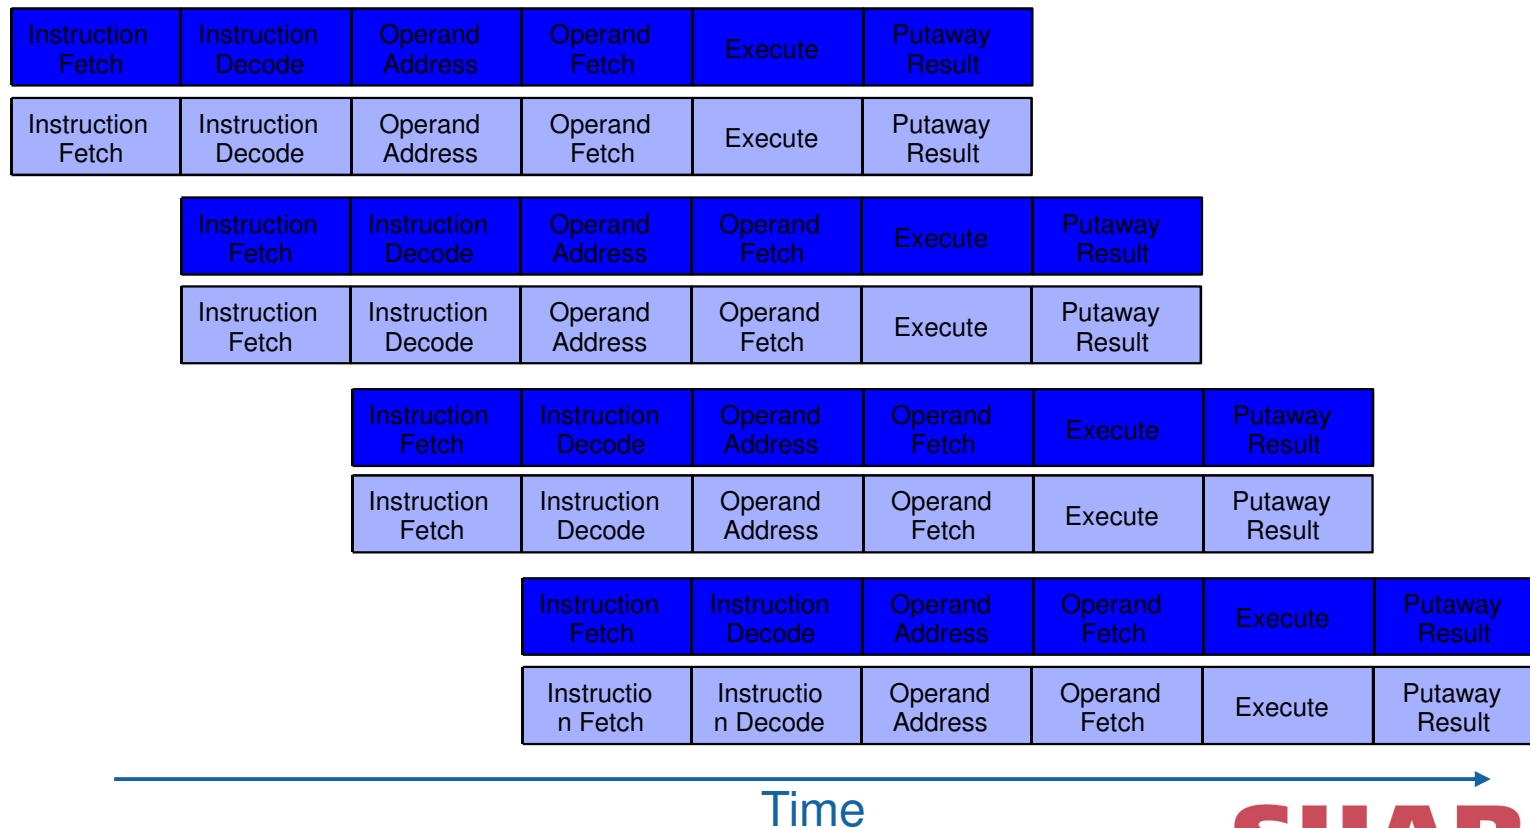 Instruction Instruction Operand Operand Execute Putaway
Fetch Decode Address Fetch Result
Instruction Instruction Operand Operand Execute Putaway
Fetch Decode Address Fetch Result
Instruction Instruction Operand Operand Execute Putaway
Fetch Decode Address Fetch Result
Instruction Instruction Operand Operand Execute Putaway
Fetch Decode Address Fetch Result
Instruction Instruction Operand Operand Execute Putaway
Fetch Decode Address Fetch Result
Instruction Instruction Operand Operand Execute Putaway
Fetch Decode Address Fetch Result
Instruction Instruction Operand Operand Execute Putaway
Fetch Decode Address Fetch Result
Instructio Instructio Operand Operand Execute Putaway
n Fetch n Decode Address Fetch Result
Time